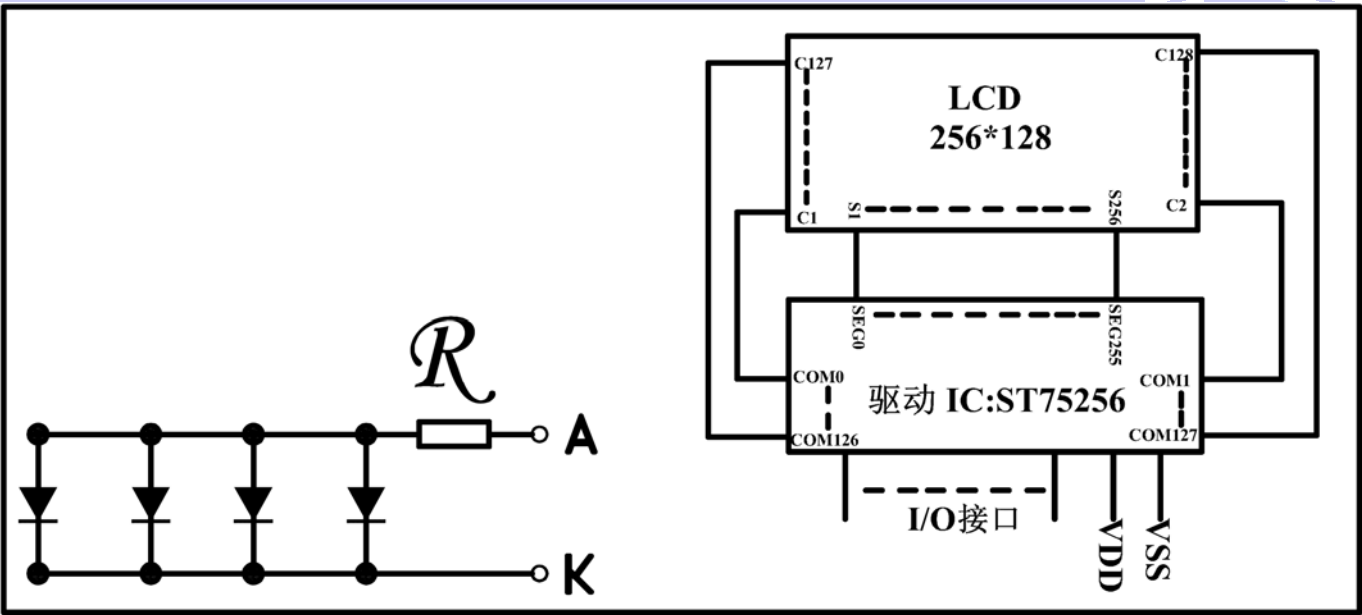 C127
C128
LCD
256*128
C1
S1
S256
C2
SEG0
SEG255
R
COM0
COM1
驱动 IC:ST75256
COM126
COM127
A
I/O接口
VDD
VSS
K